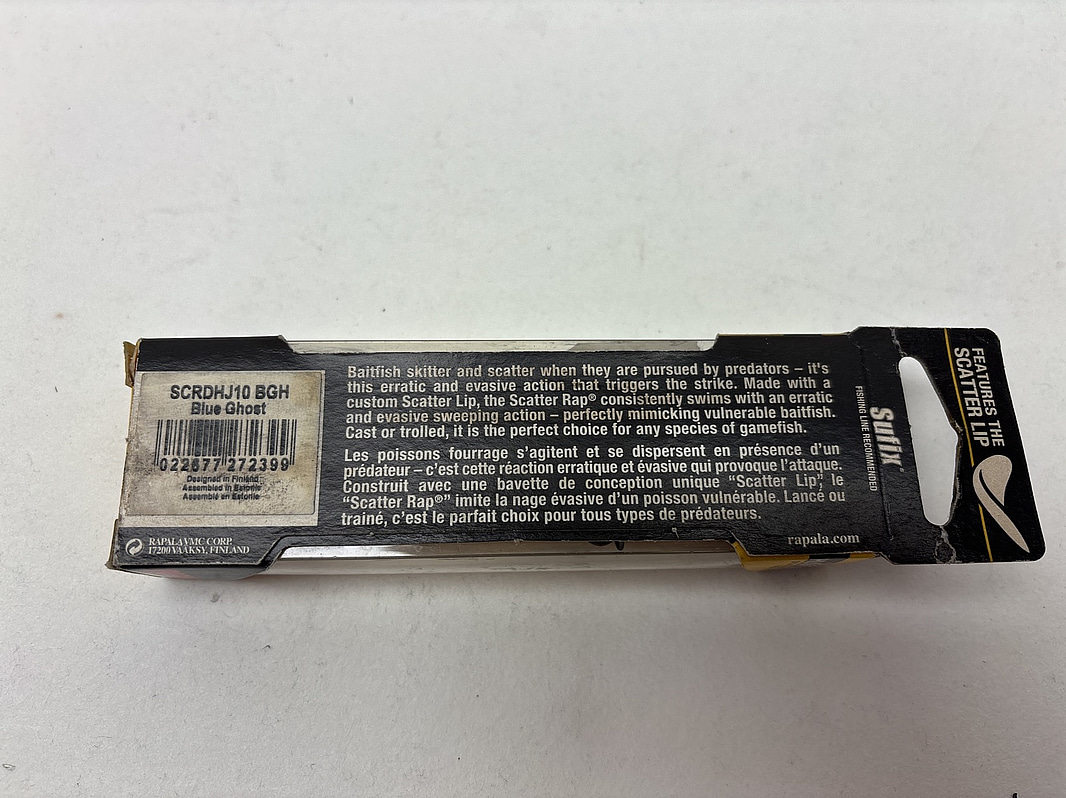 SCRDHJ10 BGH
Blue Ghost
022677 272399
Designed in Finland
Assembled in Estonia
Assemblé en Estonie
RAPALA VMC CORP.
17200 VÄÄKSY, FINLAND
Baitfish skitter and scatter when they are pursued by predators – it's
this erratic and evasive action that triggers the strike. Made with a
custom Scatter Lip, the Scatter Rap® consistently swims with an erratic
and evasive sweeping action – perfectly mimicking vulnerable baitfish.
Cast or trolled, it is the perfect choice for any species of gamefish.
Les poissons fourrage s'agitent et se dispersent en présence d'un
prédateur – c'est cette réaction erratique et évasive qui provoque l'attaque.
Construit avec une bavette de conception unique “Scatter Lip”, le
“Scatter Rap®” imite la nage évasive d'un poisson vulnérable. Lancé ou
trainé, c'est le parfait choix pour tous types de prédateurs.
rapala.com
Sufix
FISHING LINE RECOMMENDED
FEATURES THE
SCATTER LIP